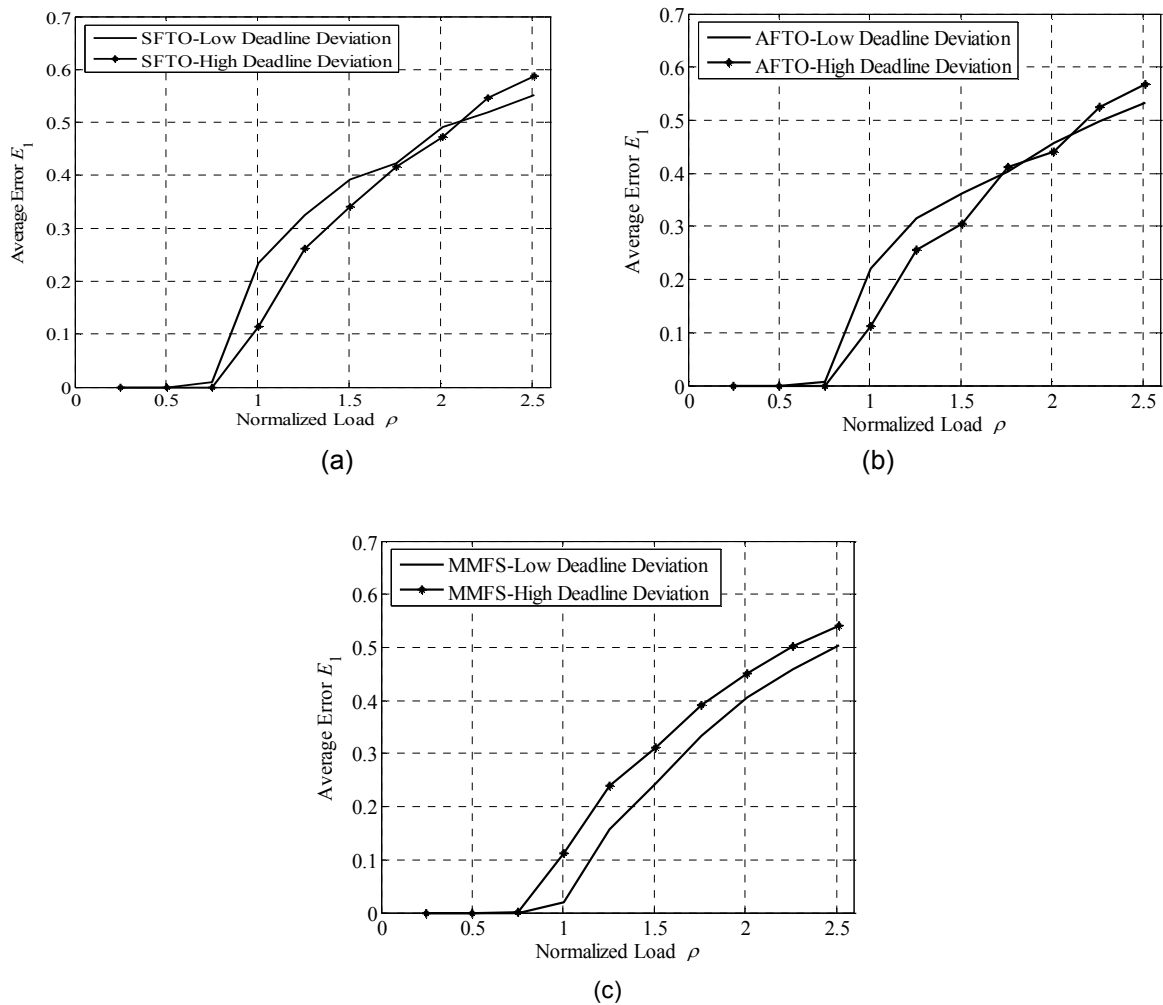 0.7
0.6
0.5
0.4
0.3
0.2
0.1
0
Average Error E1
SFTO-Low Deadline Deviation
SFTO-High Deadline Deviation
0 0.5 1 1.5 2 2.5
Normalized Load ρ
(a)
0.7
0.6
0.5
0.4
0.3
0.2
0.1
0
Average Error E1
AFTO-Low Deadline Deviation
AFTO-High Deadline Deviation
0 0.5 1 1.5 2 2.5
Normalized Load ρ
(b)
0.7
0.6
0.5
0.4
0.3
0.2
0.1
0
Average Error E1
MMFS-Low Deadline Deviation
MMFS-High Deadline Deviation
0 0.5 1 1.5 2 2.5
Normalized Load ρ
(c)